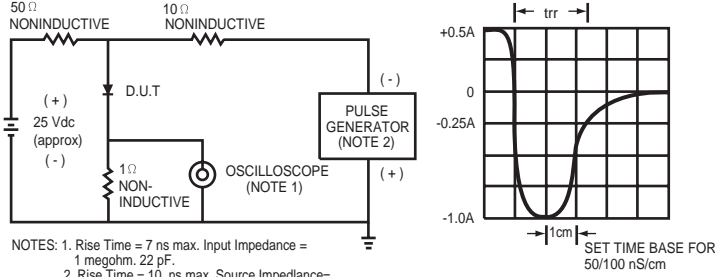 50 Ω
NONINDUCTIVE
10 Ω
NONINDUCTIVE
D.U.T
( + )
25 Vdc
(approx)
( - )
1 Ω
NON-
INDUCTIVE
OSCILLOSCOPE
(NOTE 1)
( - )
PULSE
GENERATOR
(NOTE 2)
( + )
trr
+0.5A
0
-0.25A
-1.0A
1cm
SET TIME BASE FOR
50/100 nS/cm
NOTES: 1. Rise Time = 7 ns max. Input Impedance =
1 megohm. 22 pF.
2. Rise Time = 10 ns max. Source Impedlance=